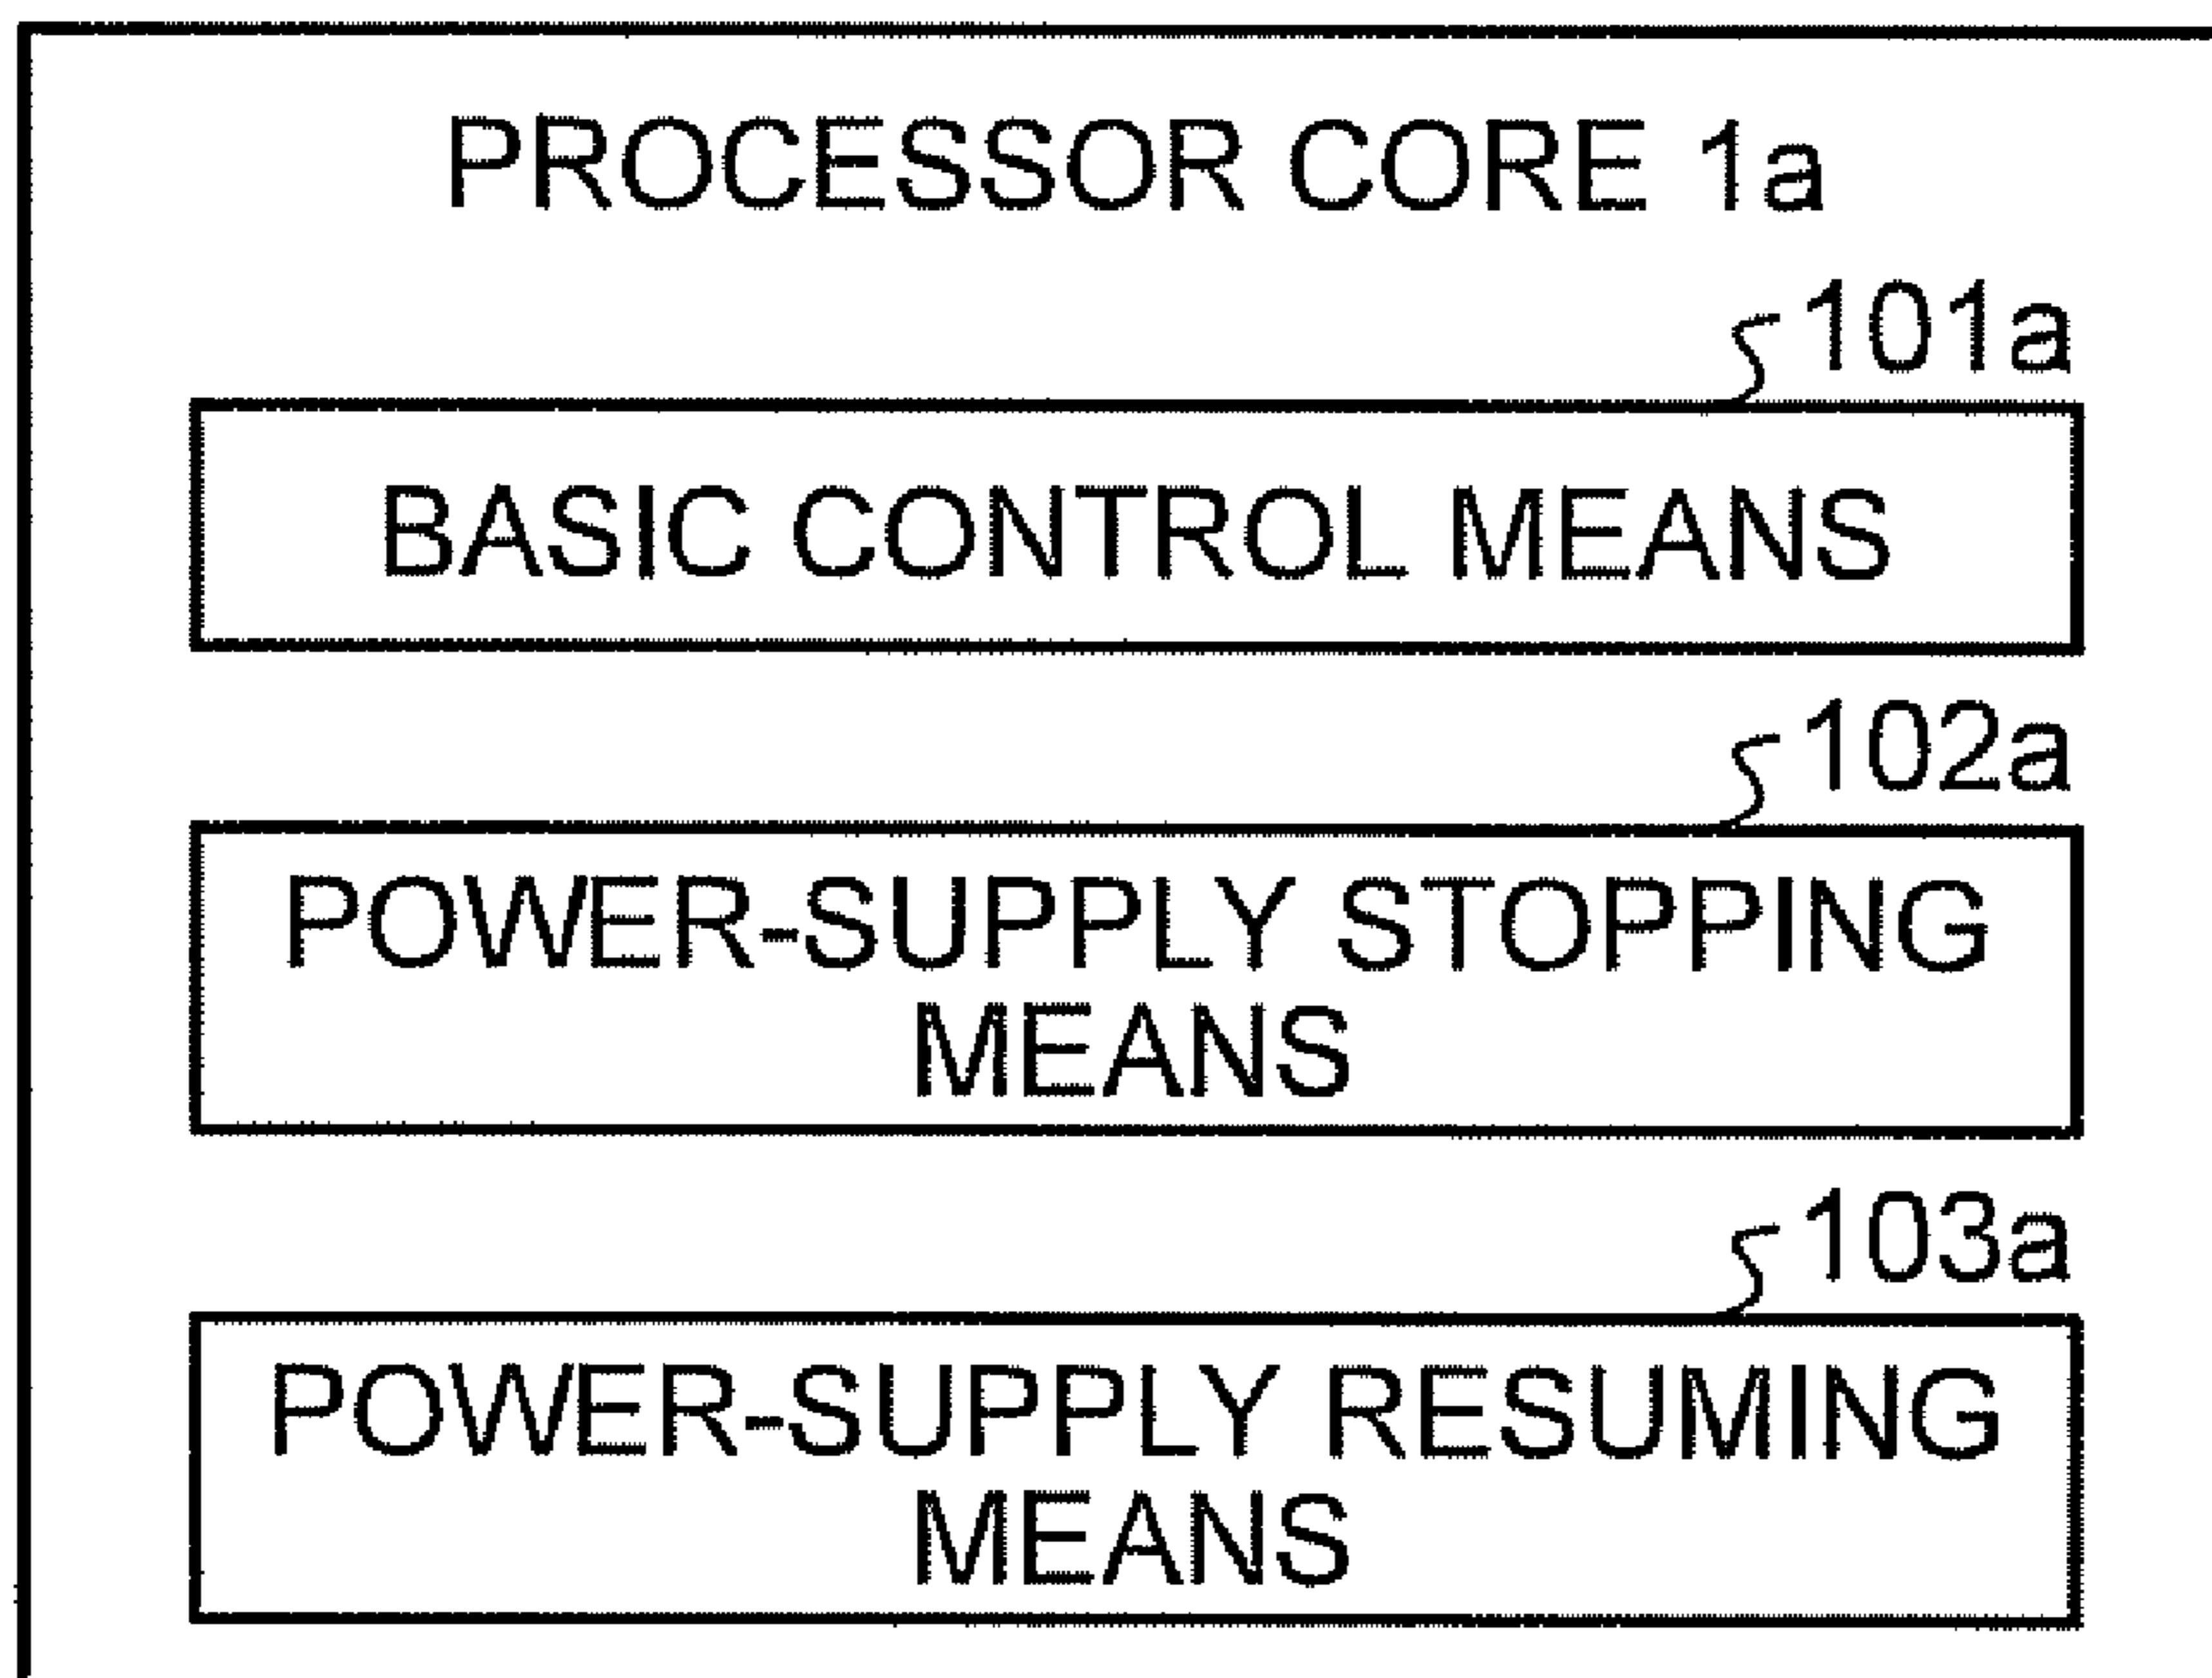 PROCESSOR CORE 1a
101a
BASIC CONTROL MEANS
102a
POWER-SUPPLY STOPPING
MEANS
103a
POWER-SUPPLY RESUMING
MEANS